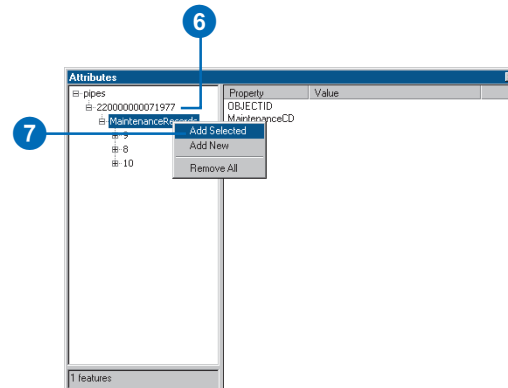 6
Attributes
pipes
Property Value
220000000071977
OBJECTID
7
MaintenanceRecords
MaintenanceCD
Add Selected
9
Add New
8
10
Remove All
1 features